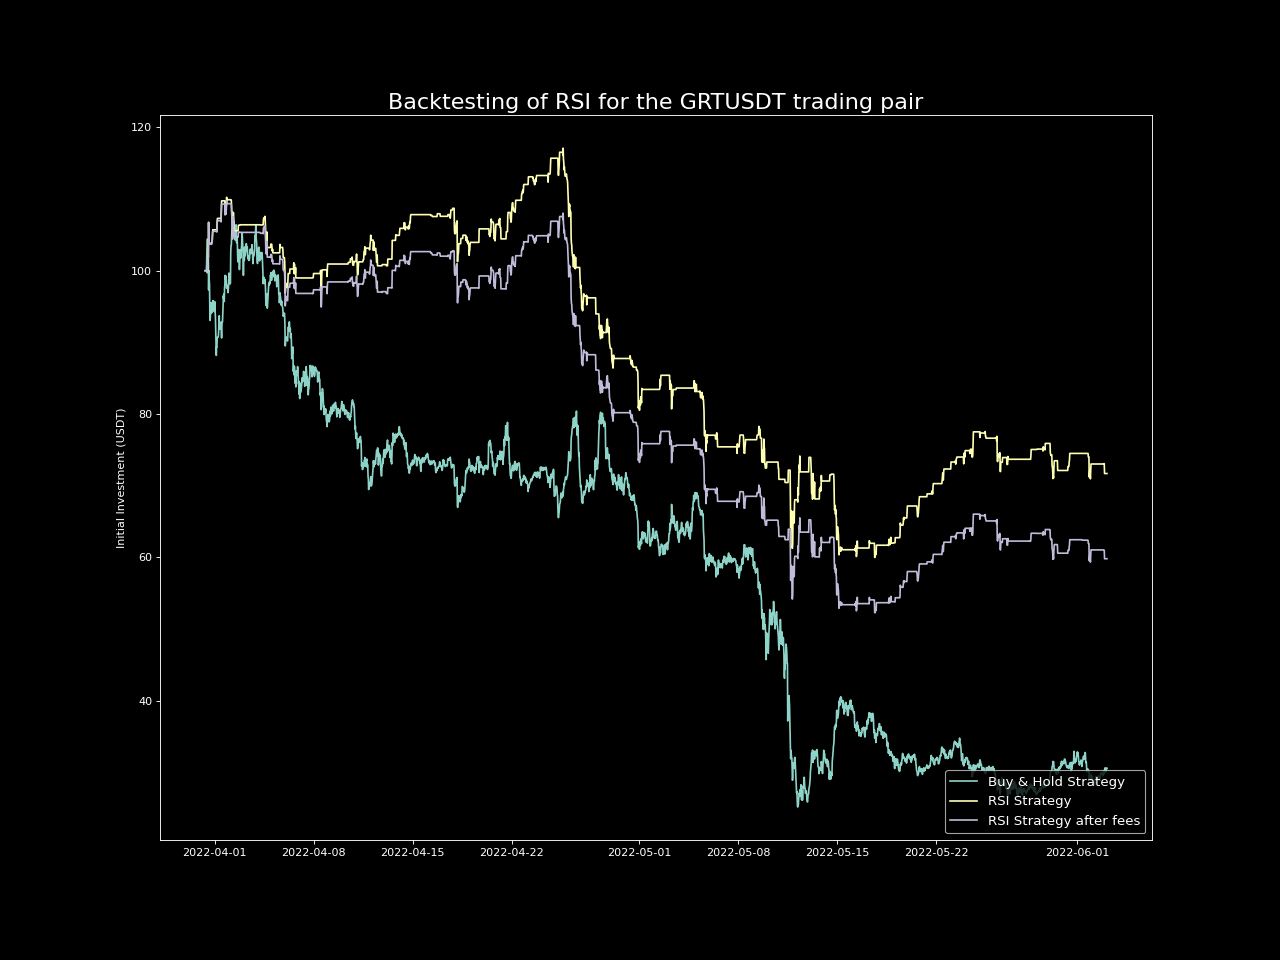 Backtesting of RSI for the GRTUSDT trading pair
120
100
80
60
40
Initial Investment (USDT)
2022-04-01
2022-04-08
2022-04-15
2022-04-22
2022-05-01
2022-05-08
2022-05-15
2022-05-22
2022-06-01
Buy & Hold Strategy
RSI Strategy
RSI Strategy after fees